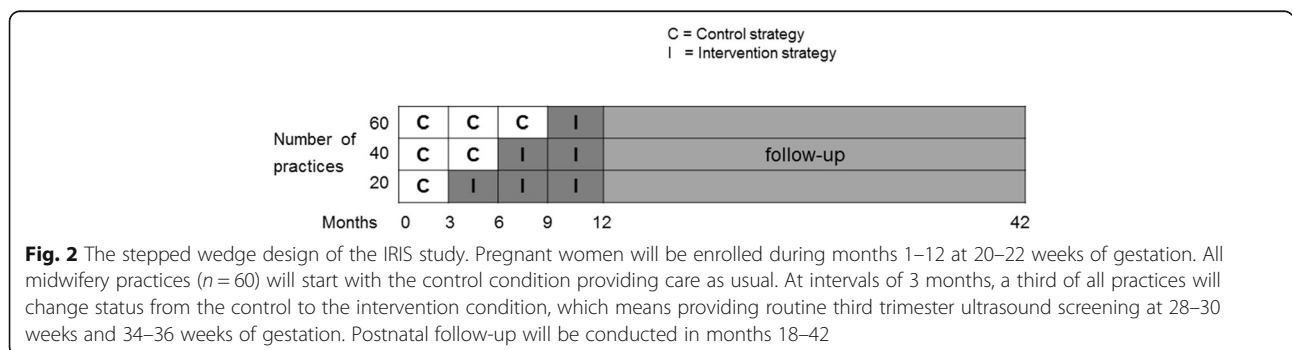 C = Control strategy
I = Intervention strategy
Number of practices
60 C C C I
40 C C I I follow-up
20 C I I I
Months 0 3 6 9 12 42
Fig. 2 The stepped wedge design of the IRIS study. Pregnant women will be enrolled during months 1–12 at 20–22 weeks of gestation. All
midwifery practices (n = 60) will start with the control condition providing care as usual. At intervals of 3 months, a third of all practices will
change status from the control to the intervention condition, which means providing routine third trimester ultrasound screening at 28–30
weeks and 34–36 weeks of gestation. Postnatal follow-up will be conducted in months 18–42